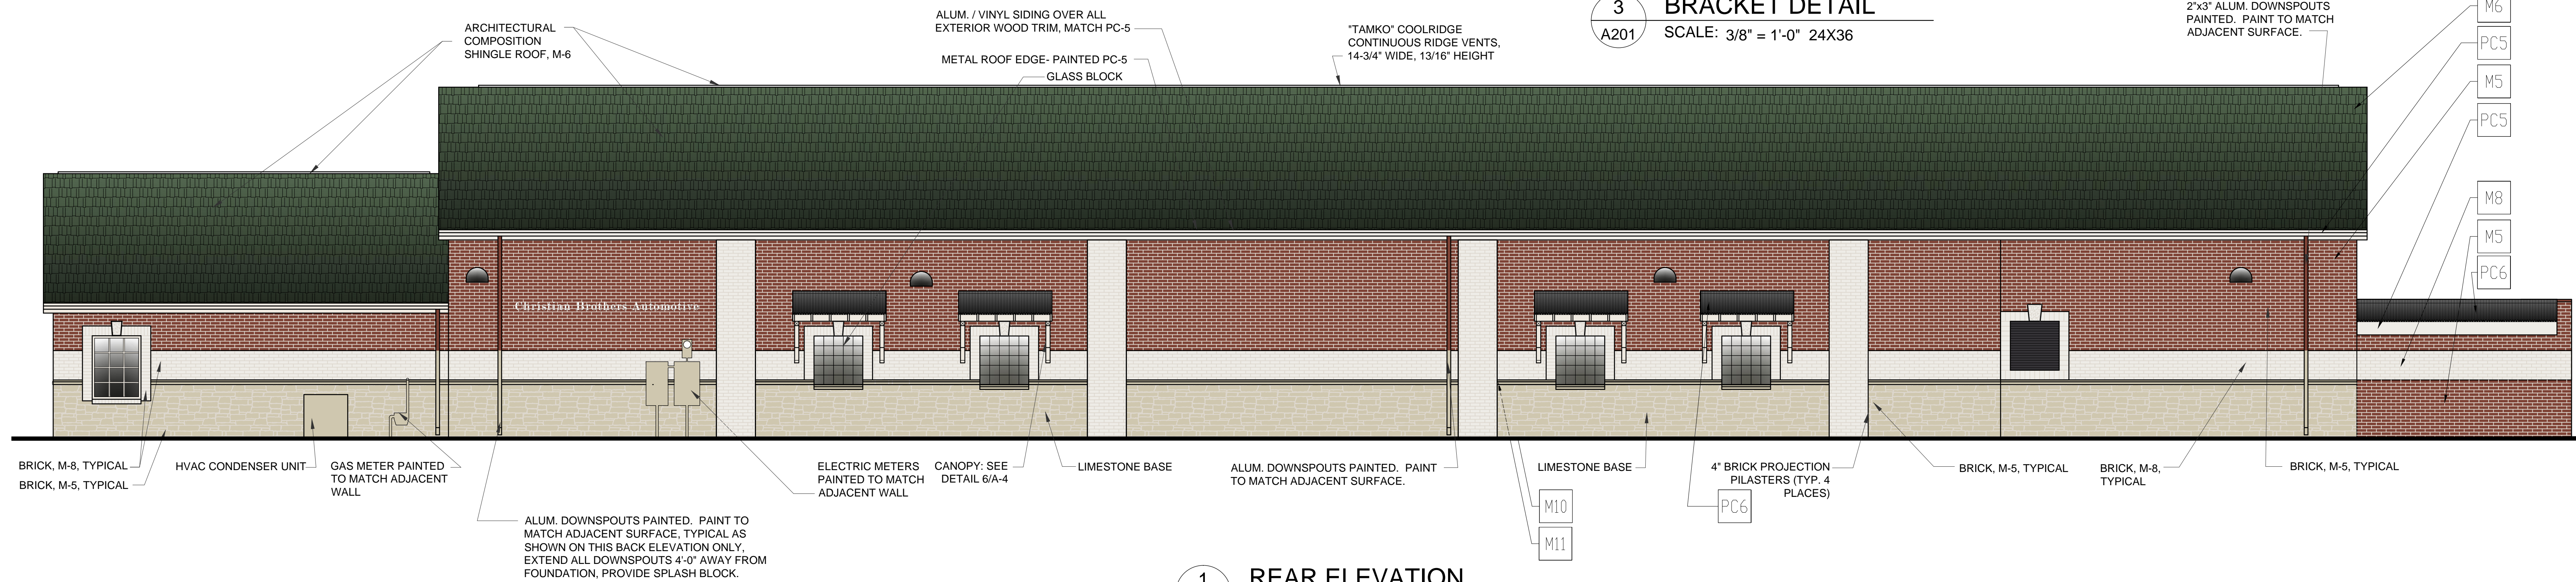 ARCHITECTURAL
COMPOSITION
SHINGLE ROOF, M-6
ALUM. / VINYL SIDING OVER ALL
EXTERIOR WOOD TRIM, MATCH PC-5
METAL ROOF EDGE- PAINTED PC-5
GLASS BLOCK
"TAMKO" COOLRIDGE
CONTINUOUS RIDGE VENTS,
14-3/4" WIDE, 13/16" HEIGHT
3
A201
BRACKET DETAIL
SCALE: 3/8" = 1'-0" 24X36
2"x3" ALUM. DOWNSPOUTS
PAINTED. PAINT TO MATCH
ADJACENT SURFACE.
M6
PC5
M5
PC5
M8
M5
PC6
Christian Brothers Automotive
BRICK, M-8, TYPICAL
BRICK, M-5, TYPICAL
HVAC CONDENSER UNIT
GAS METER PAINTED
TO MATCH ADJACENT
WALL
ALUM. DOWNSPOUTS PAINTED. PAINT TO
MATCH ADJACENT SURFACE, TYPICAL AS
SHOWN ON THIS BACK ELEVATION ONLY,
EXTEND ALL DOWNSPOUTS 4'-0" AWAY FROM
FOUNDATION, PROVIDE SPLASH BLOCK.
ELECTRIC METERS
PAINTED TO MATCH
ADJACENT WALL
CANOPY: SEE
DETAIL 6/A-4
LIMESTONE BASE
ALUM. DOWNSPOUTS PAINTED. PAINT
TO MATCH ADJACENT SURFACE.
M10
M11
LIMESTONE BASE
4" BRICK PROJECTION
PILASTERS (TYP. 4
PLACES)
PC6
BRICK, M-5, TYPICAL
BRICK, M-8,
TYPICAL
BRICK, M-5, TYPICAL
1
REAR ELEVATION